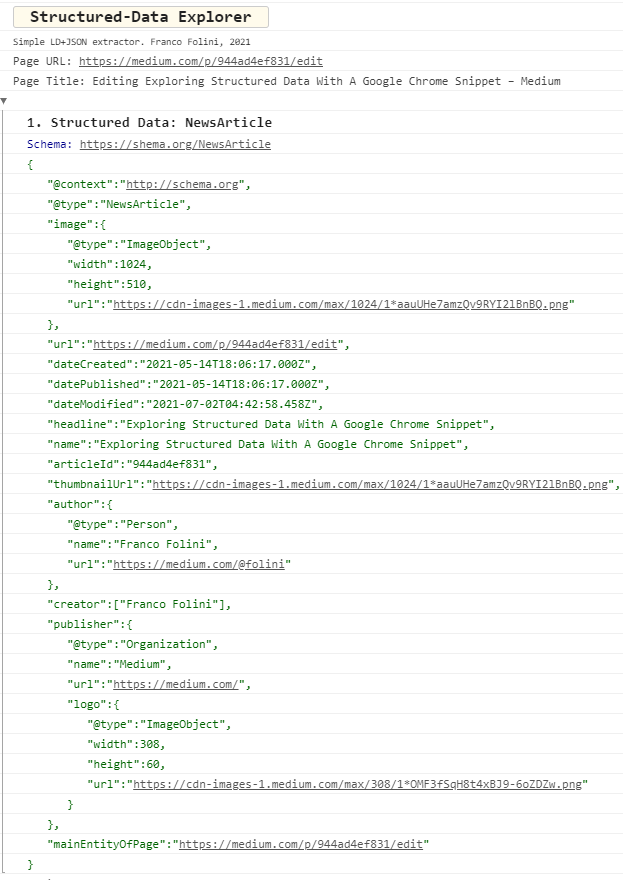 Structured-Data Explorer
Simple LD+JSON extractor. Franco Folini, 2021
Page URL: https://medium.com/p/944ad4ef831/edit
Page Title: Editing Exploring Structured Data With A Google Chrome Snippet – Medium
1. Structured Data: NewsArticle
Schema: https://shema.org/NewsArticle
{
"@context":"http://schema.org",
"@type":"NewsArticle",
"image":{
"@type":"ImageObject",
"width":1024,
"height":510,
"url":"https://cdn-images-1.medium.com/max/1024/1*aauUHe7amzQv9RYI2lBnBQ.png"
},
"url":"https://medium.com/p/944ad4ef831/edit",
"dateCreated":"2021-05-14T18:06:17.000Z",
"datePublished":"2021-05-14T18:06:17.000Z",
"dateModified":"2021-07-02T04:42:58.458Z",
"headline":"Exploring Structured Data With A Google Chrome Snippet",
"name":"Exploring Structured Data With A Google Chrome Snippet",
"articleId":"944ad4ef831",
"thumbnailUrl":"https://cdn-images-1.medium.com/max/1024/1*aauUHe7amzQv9RYI2lBnBQ.png",
"author":{
"@type":"Person",
"name":"Franco Folini",
"url":"https://medium.com/@folini"
},
"creator":["Franco Folini"],
"publisher":{
"@type":"Organization",
"name":"Medium",
"url":"https://medium.com/",
"logo":{
"@type":"ImageObject",
"width":308,
"height":60,
"url":"https://cdn-images-1.medium.com/max/308/1*OMF3fSqH8t4xBJ9-6oZDZw.png"
}
},
"mainEntityOfPage":"https://medium.com/p/944ad4ef831/edit"
}